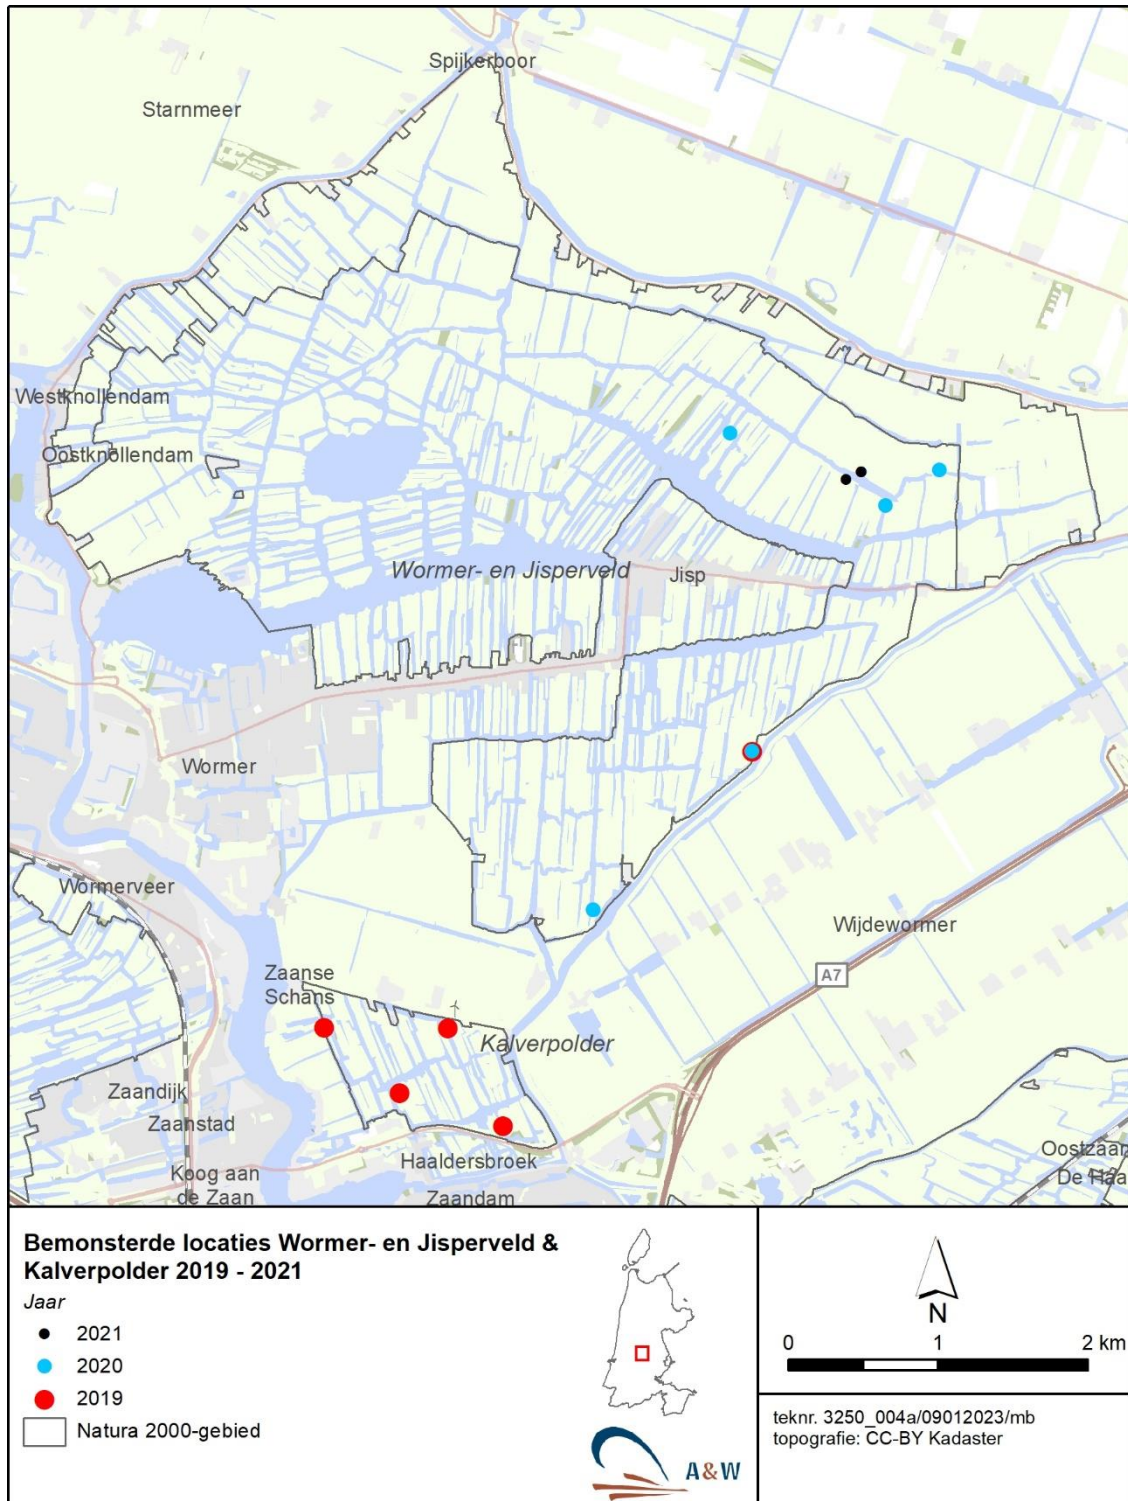 Spijkerboor
Starnmeer
Westknollendam
Oostknollendam
Wormer- en Jisperveld
Jisp
Wormer
Wormerveer
Wijdewormer
A7
Zaanse
Schans
Kalverpolder
Zaandijk
Zaanstad
Haaldersbroek
Koog aan
de Zaan
Zaandam
Oostzaan
De Haa
Bemonsterde locaties Wormer- en Jisperveld &
Kalverpolder 2019 - 2021
Jaar
2021
2020
2019
Natura 2000-gebied
A&W
N
0 1 2 km
teknr. 3250_004a/09012023/mb
topografie: CC-BY Kadaster